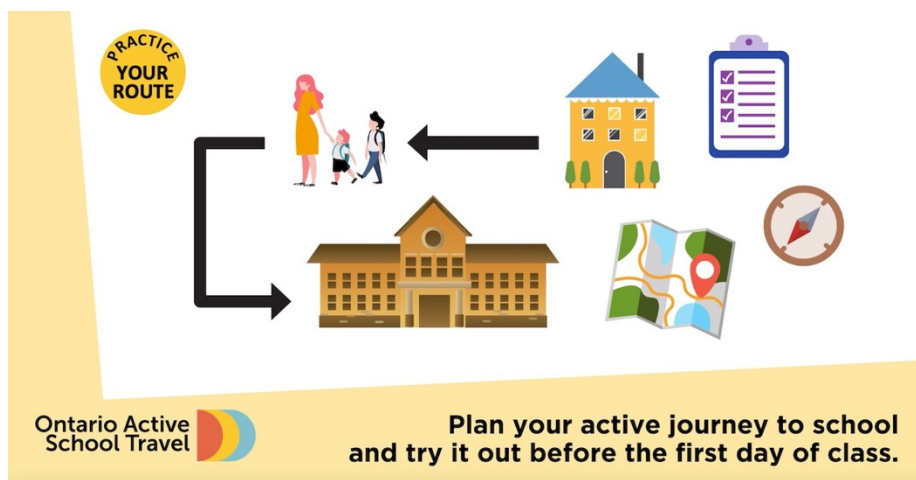 PRACTICE
YOUR
ROUTE
Ontario Active
School Travel
Plan your active journey to school
and try it out before the first day of class.